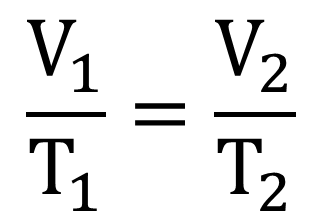 V₁/T₁ = V₂/T₂